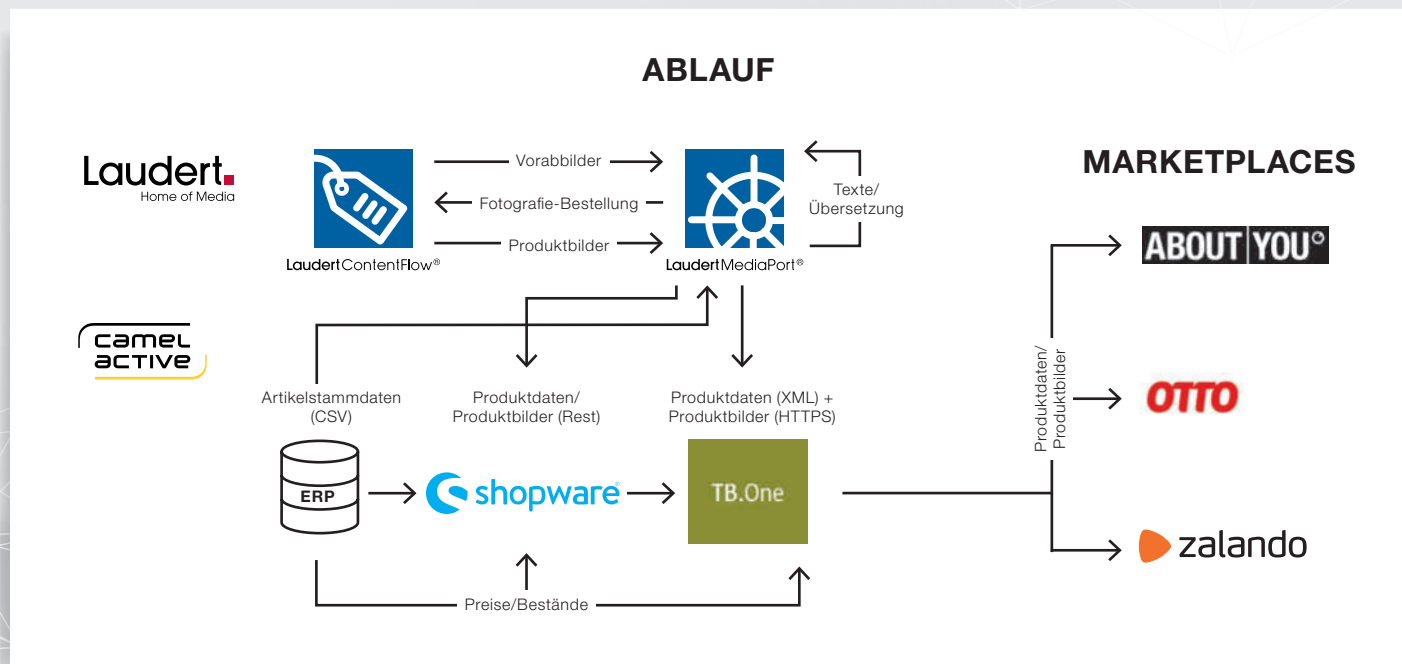 ABLAUF
Laudert.
Home of Media
Vorabbilder
Fotografie-Bestellung
Produktbilder
LaudertContentFlow®
LaudertMediaPort®
Texte/
Übersetzung
MARKETPLACES
ABOUT|YOU°
camel
active
Artikelstammdaten
(CSV)
Produktdaten/
Produktbilder (Rest)
Produktdaten (XML) +
Produktbilder (HTTPS)
Produktdaten/
Produktbilder
OTTO
ERP
shopware
TB.One
zalando
Preise/Bestände